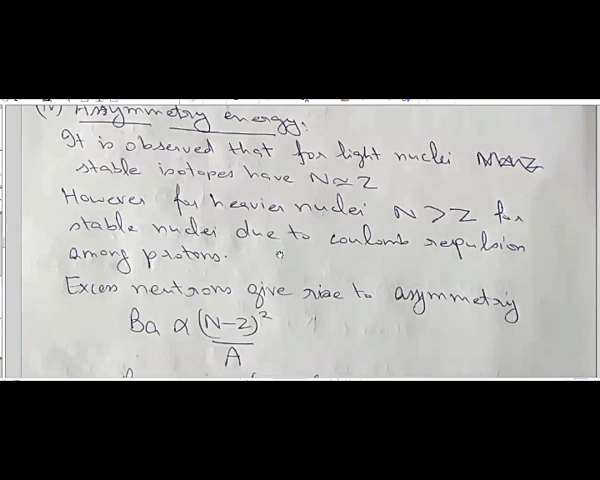 (iv) Assymmetry energy.
It is observed that for light nuclei
stable isotopes have N≃Z
However for heavier nuclei N > Z for
stable nuclei due to coulomb repulsion
among protons.
Excess neutrons give rise to asymmetry
Ba α (N-Z)²
A